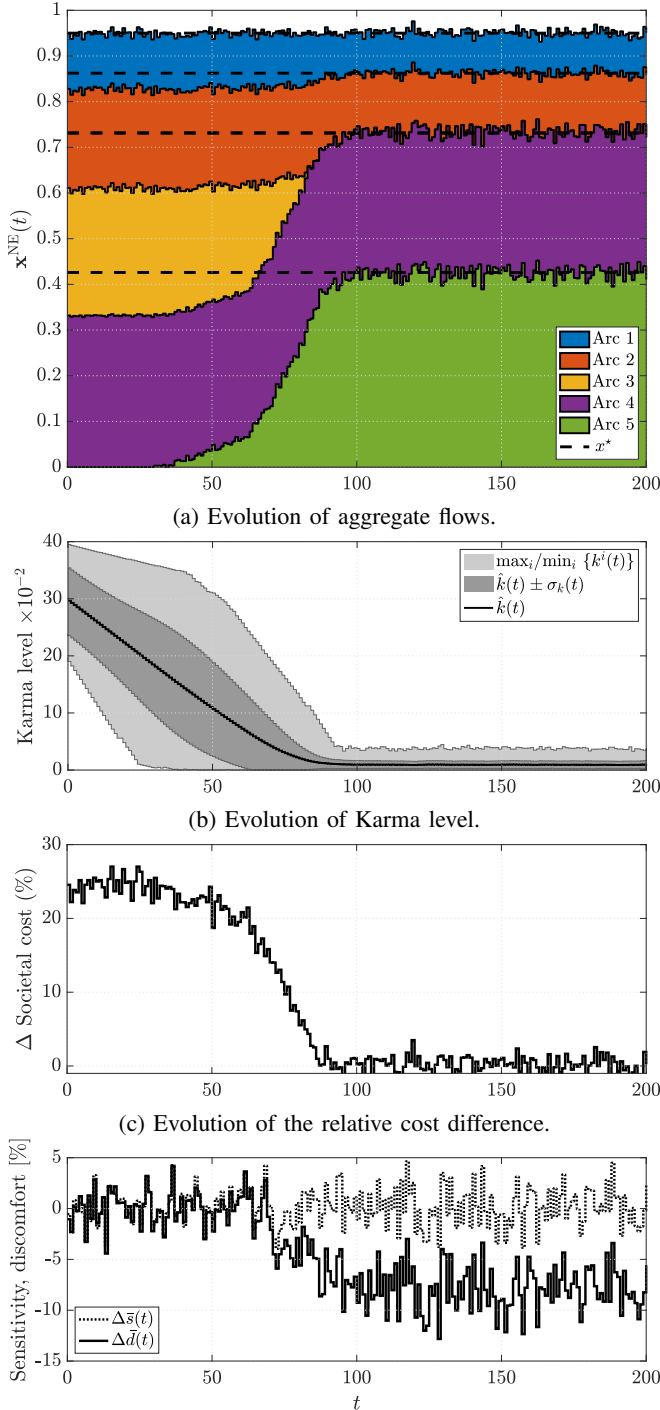 1
0.9
0.8
0.7
0.6
0.5
0.4
0.3
0.2
0.1
0
x^NE(t)
Arc 1
Arc 2
Arc 3
Arc 4
Arc 5
x⋆
0 50 100 150 200
(a) Evolution of aggregate flows.
40
30
20
10
0
Karma level ×10⁻²
max_i/min_i {k^i(t)}
k̂(t) ± σ_k(t)
k̂(t)
0 50 100 150 200
(b) Evolution of Karma level.
30
20
10
0
Δ Societal cost (%)
0 50 100 150 200
(c) Evolution of the relative cost difference.
5
0
-5
-10
-15
Sensitivity, discomfort [%]
Δs̄(t)
Δd̄(t)
0 50 100 150 200
t